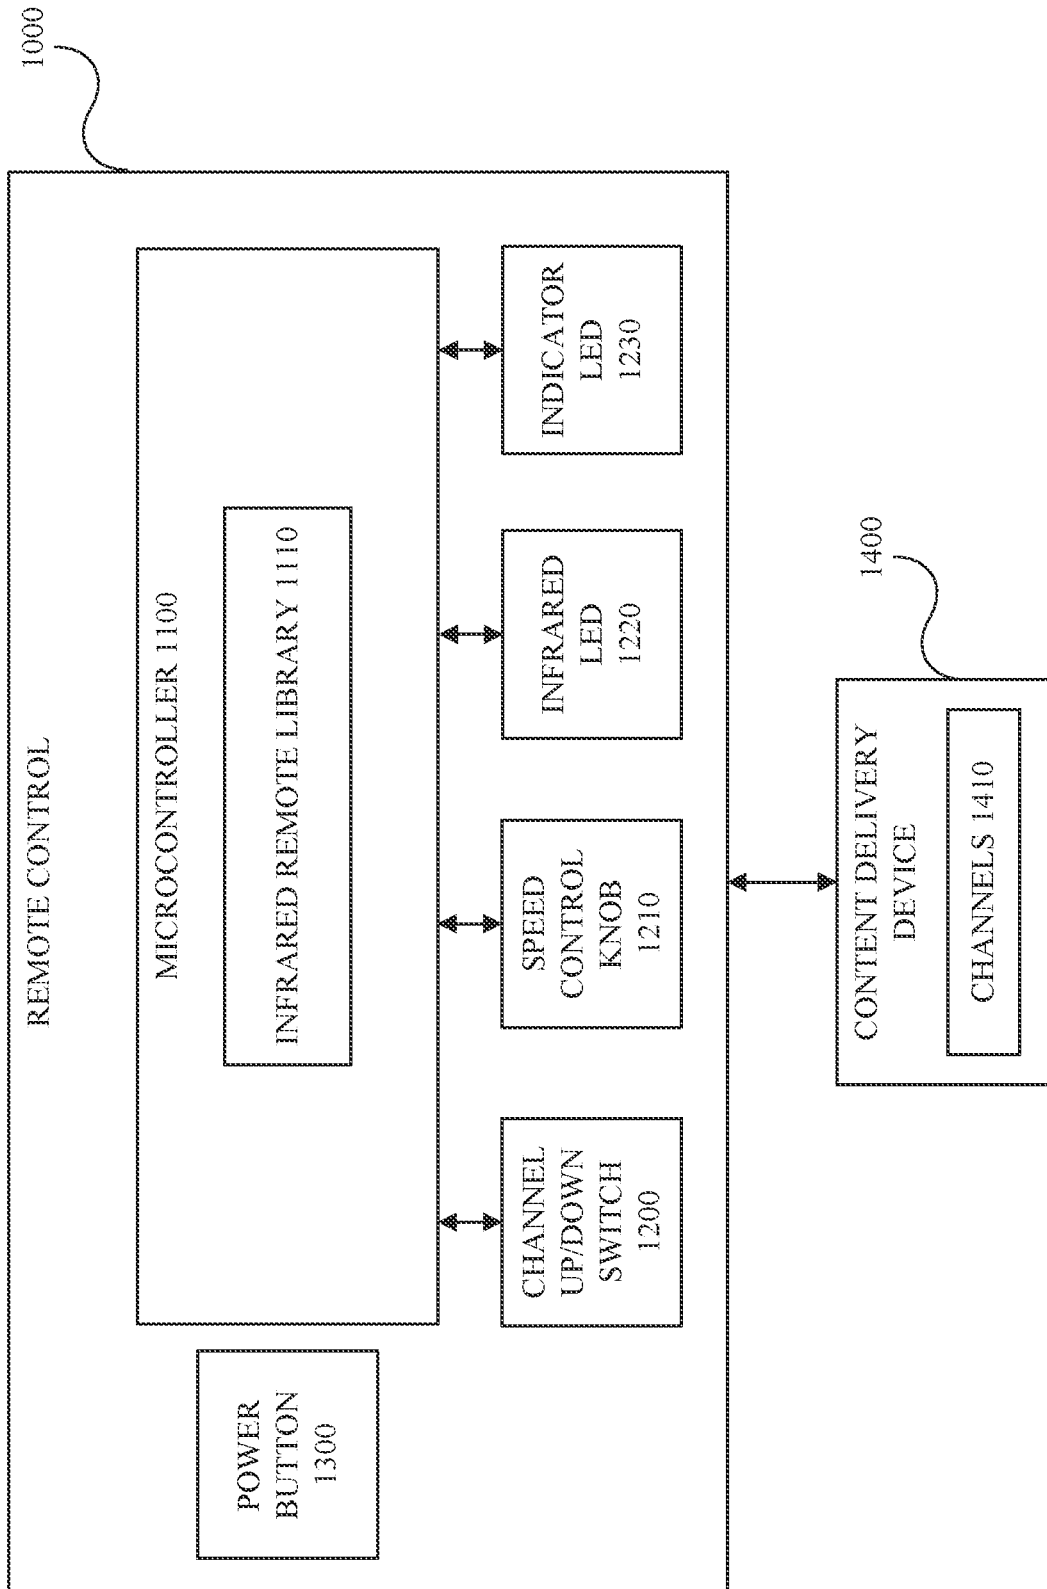 1000
REMOTE CONTROL
MICROCONTROLLER 1100
INFRARED REMOTE LIBRARY 1110
POWER
BUTTON
1300
CHANNEL
UP/DOWN
SWITCH
1200
SPEED
CONTROL
KNOB
1210
INFRARED
LED
1220
INDICATOR
LED
1230
1400
CONTENT DELIVERY
DEVICE
CHANNELS 1410